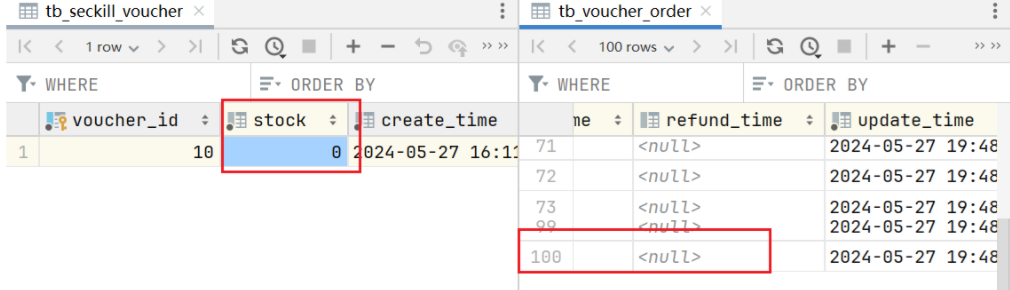 tb_seckill_voucher
1 row
WHERE
ORDER BY
voucher_id
stock
create_time
1
10
0
2024-05-27 16:11
tb_voucher_order
100 rows
WHERE
ORDER BY
me
refund_time
update_time
71
<null>
2024-05-27 19:48
72
<null>
2024-05-27 19:48
73
<null>
2024-05-27 19:48
99
<null>
2024-05-27 19:48
100
<null>
2024-05-27 19:48